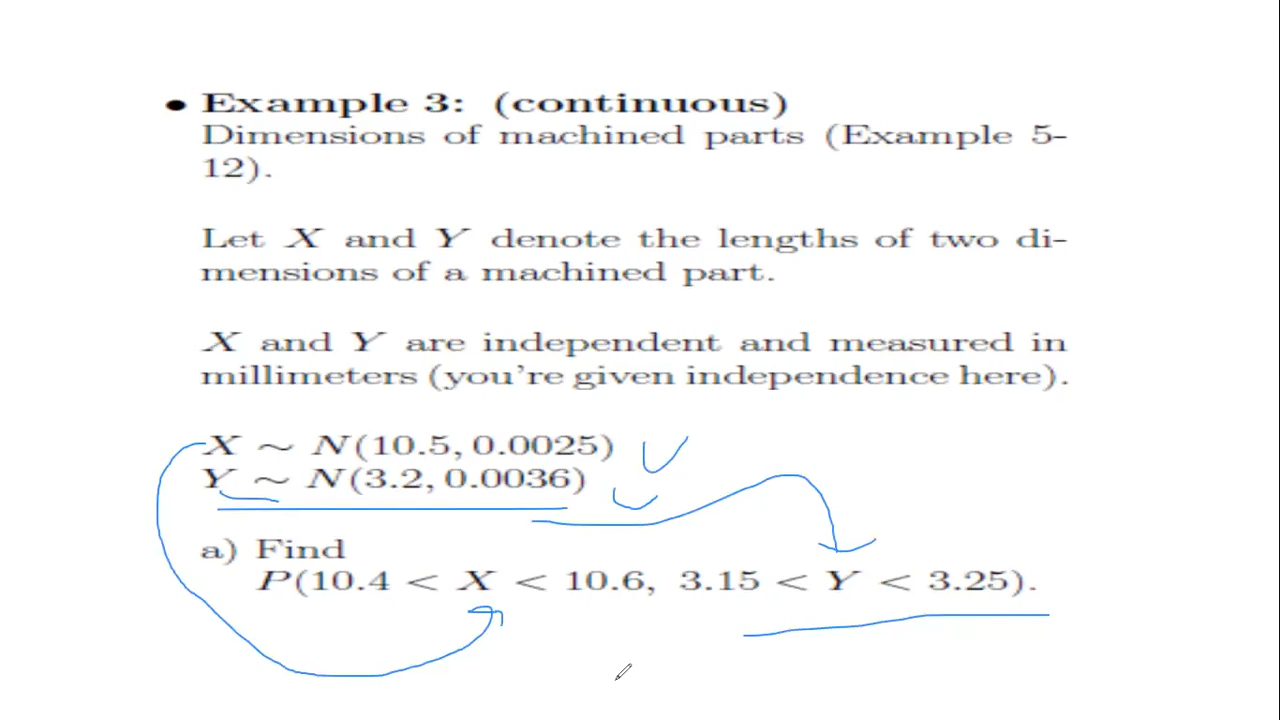 • Example 3: (continuous)
Dimensions of machined parts (Example 5-
12).
Let X and Y denote the lengths of two di-
mensions of a machined part.
X and Y are independent and measured in
millimeters (you're given independence here).
X ∼ N(10.5, 0.0025)
Y ∼ N(3.2, 0.0036)
a) Find
P(10.4 < X < 10.6, 3.15 < Y < 3.25).